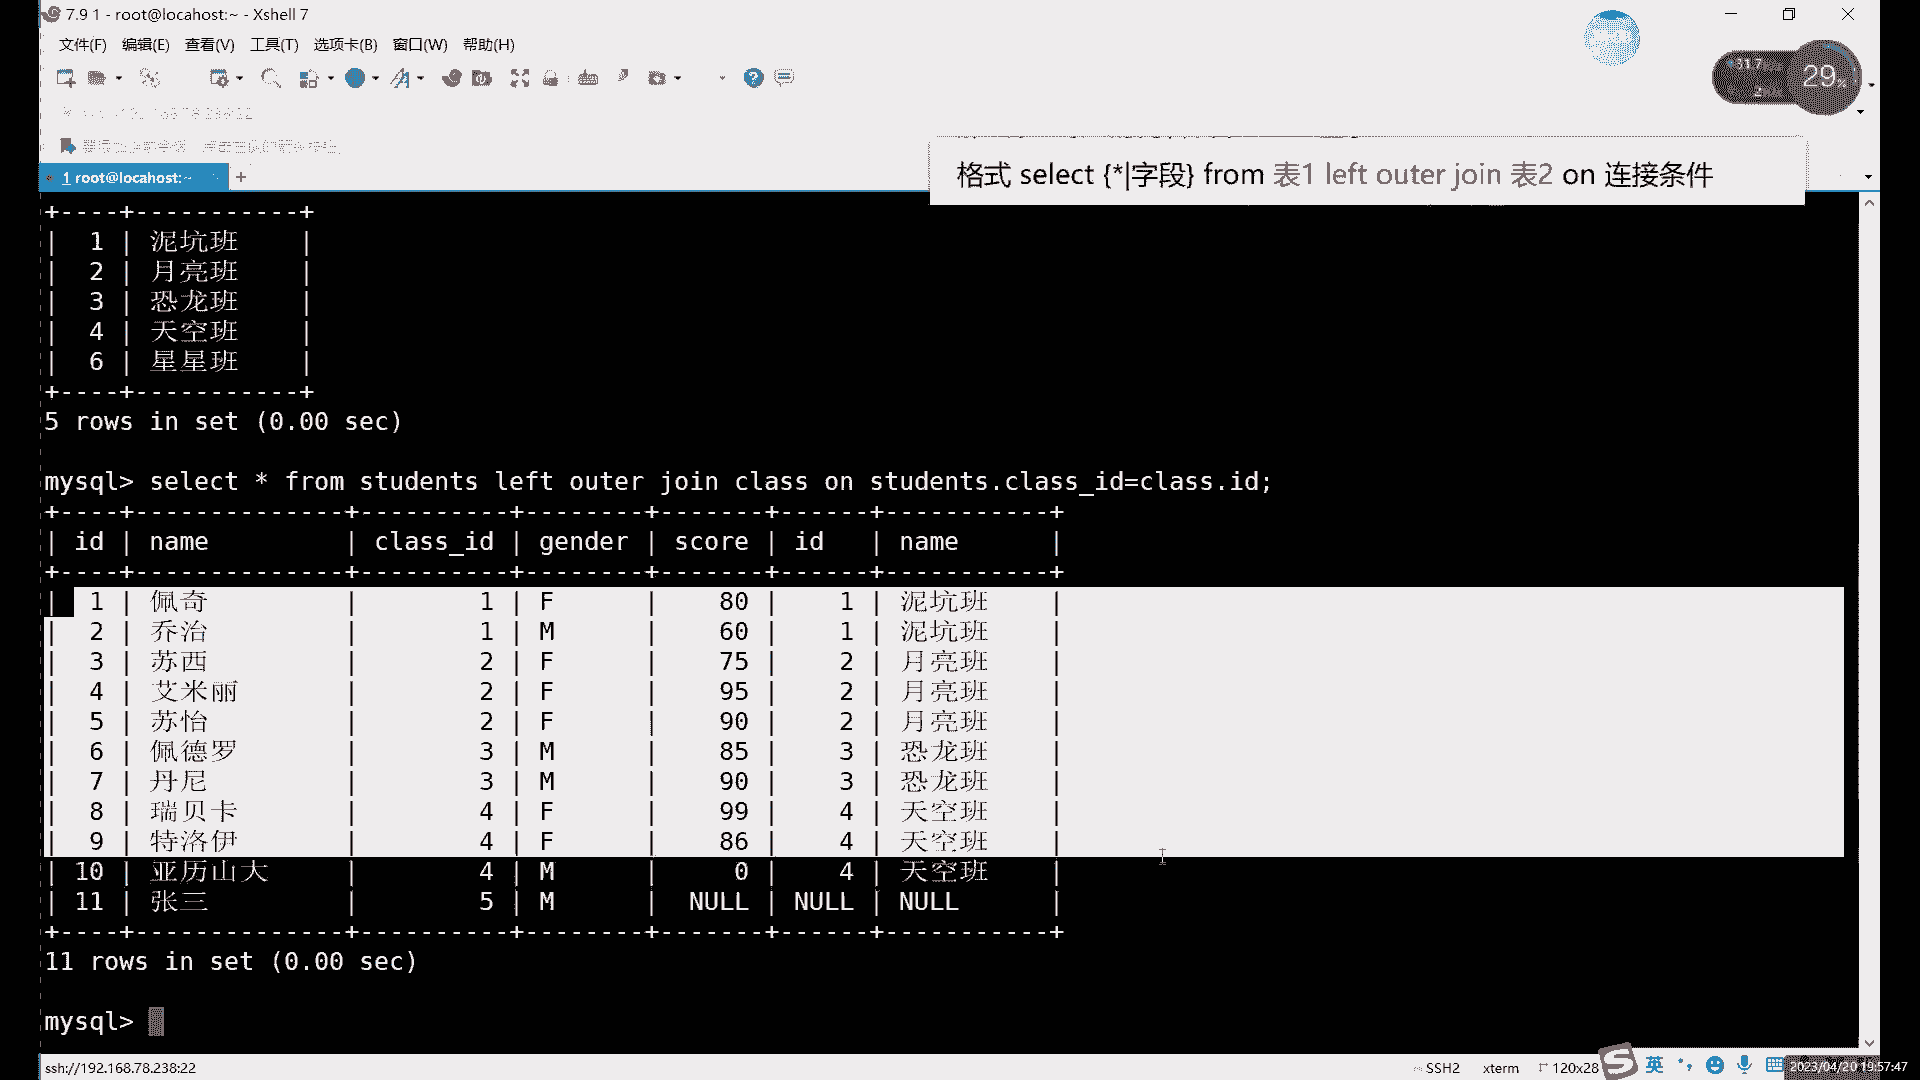 7.9 1 - root@locahost:~ - Xshell 7
文件(F) 编辑(E) 查看(V) 工具(T) 选项卡(B) 窗口(W) 帮助(H)
31.7
29%
格式 select {*|字段} from 表1 left outer join 表2 on 连接条件
1 root@locahost:~ +
+----+-----------+
| 1 | 泥坑班 |
| 2 | 月亮班 |
| 3 | 恐龙班 |
| 4 | 天空班 |
| 6 | 星星班 |
+----+-----------+
5 rows in set (0.00 sec)
mysql> select * from students left outer join class on students.class_id=class.id;
+----+--------------+----------+--------+-------+------+-----------+
| id | name | class_id | gender | score | id | name |
+----+--------------+----------+--------+-------+------+-----------+
| 1 | 佩奇 | 1 | F | 80 | 1 | 泥坑班 |
| 2 | 乔治 | 1 | M | 60 | 1 | 泥坑班 |
| 3 | 苏西 | 2 | F | 75 | 2 | 月亮班 |
| 4 | 艾米丽 | 2 | F | 95 | 2 | 月亮班 |
| 5 | 苏怡 | 2 | F | 90 | 2 | 月亮班 |
| 6 | 佩德罗 | 3 | M | 85 | 3 | 恐龙班 |
| 7 | 丹尼 | 3 | M | 90 | 3 | 恐龙班 |
| 8 | 瑞贝卡 | 4 | F | 99 | 4 | 天空班 |
| 9 | 特洛伊 | 4 | F | 86 | 4 | 天空班 |
| 10 | 亚历山大 | 4 | M | 0 | 4 | 天空班 |
| 11 | 张三 | 5 | M | NULL | NULL | NULL |
+----+--------------+----------+--------+-------+------+-----------+
11 rows in set (0.00 sec)
mysql>
ssh://192.168.78.238:22 SSH2 xterm 120x28 英 2023/04/20 19:57:47